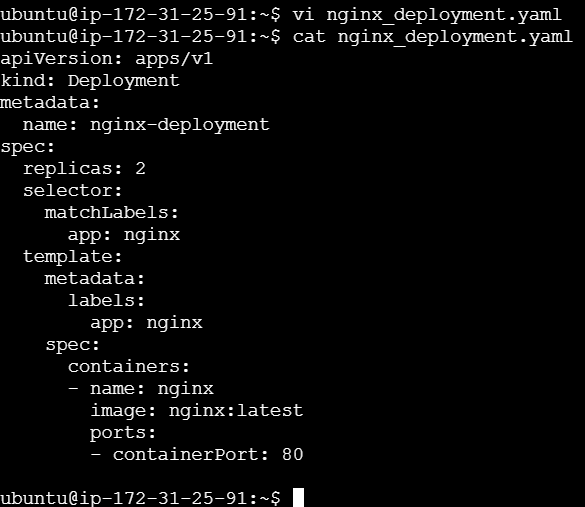 ubuntu@ip-172-31-25-91:~$ vi nginx_deployment.yaml
ubuntu@ip-172-31-25-91:~$ cat nginx_deployment.yaml
apiVersion: apps/v1
kind: Deployment
metadata:
  name: nginx-deployment
spec:
  replicas: 2
  selector:
    matchLabels:
      app: nginx
  template:
    metadata:
      labels:
        app: nginx
    spec:
      containers:
      - name: nginx
        image: nginx:latest
        ports:
        - containerPort: 80

ubuntu@ip-172-31-25-91:~$